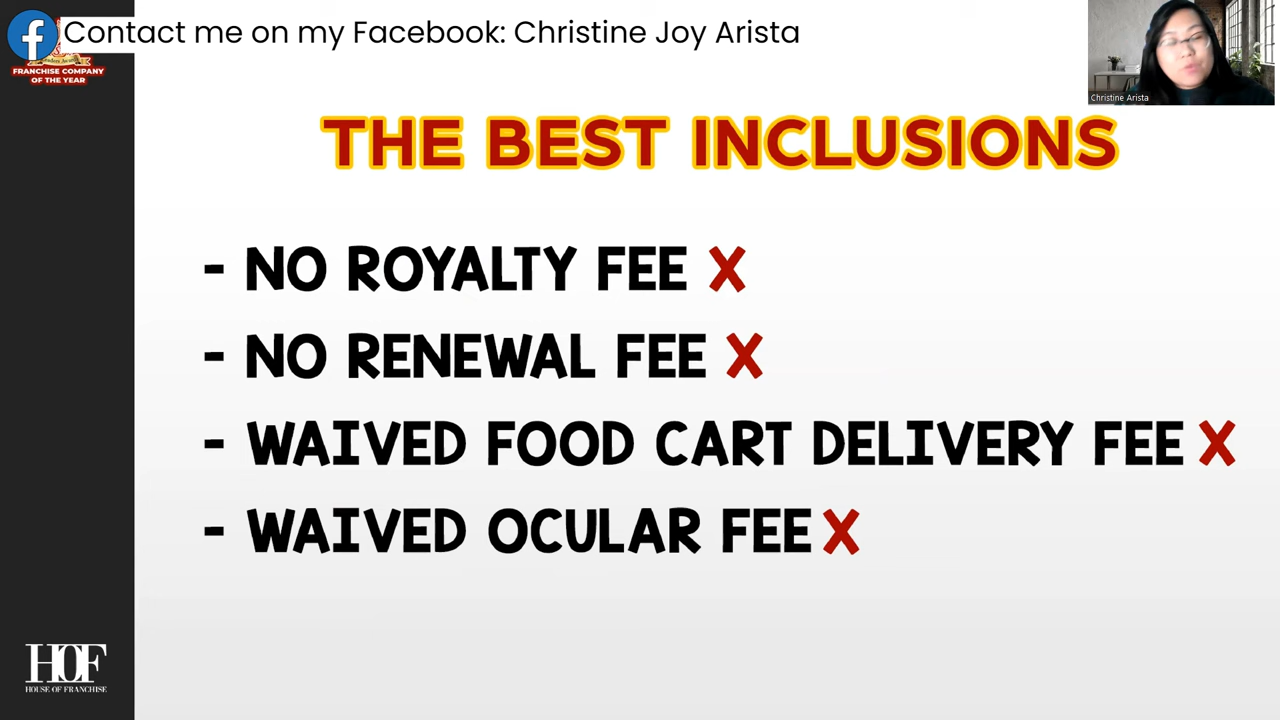 Contact me on my Facebook: Christine Joy Arista
FRANCHISE COMPANY
OF THE YEAR
Christine Arista
THE BEST INCLUSIONS
- NO ROYALTY FEE X
- NO RENEWAL FEE X
- WAIVED FOOD CART DELIVERY FEE X
- WAIVED OCULAR FEE X
HOF
HOUSE OF FRANCHISE